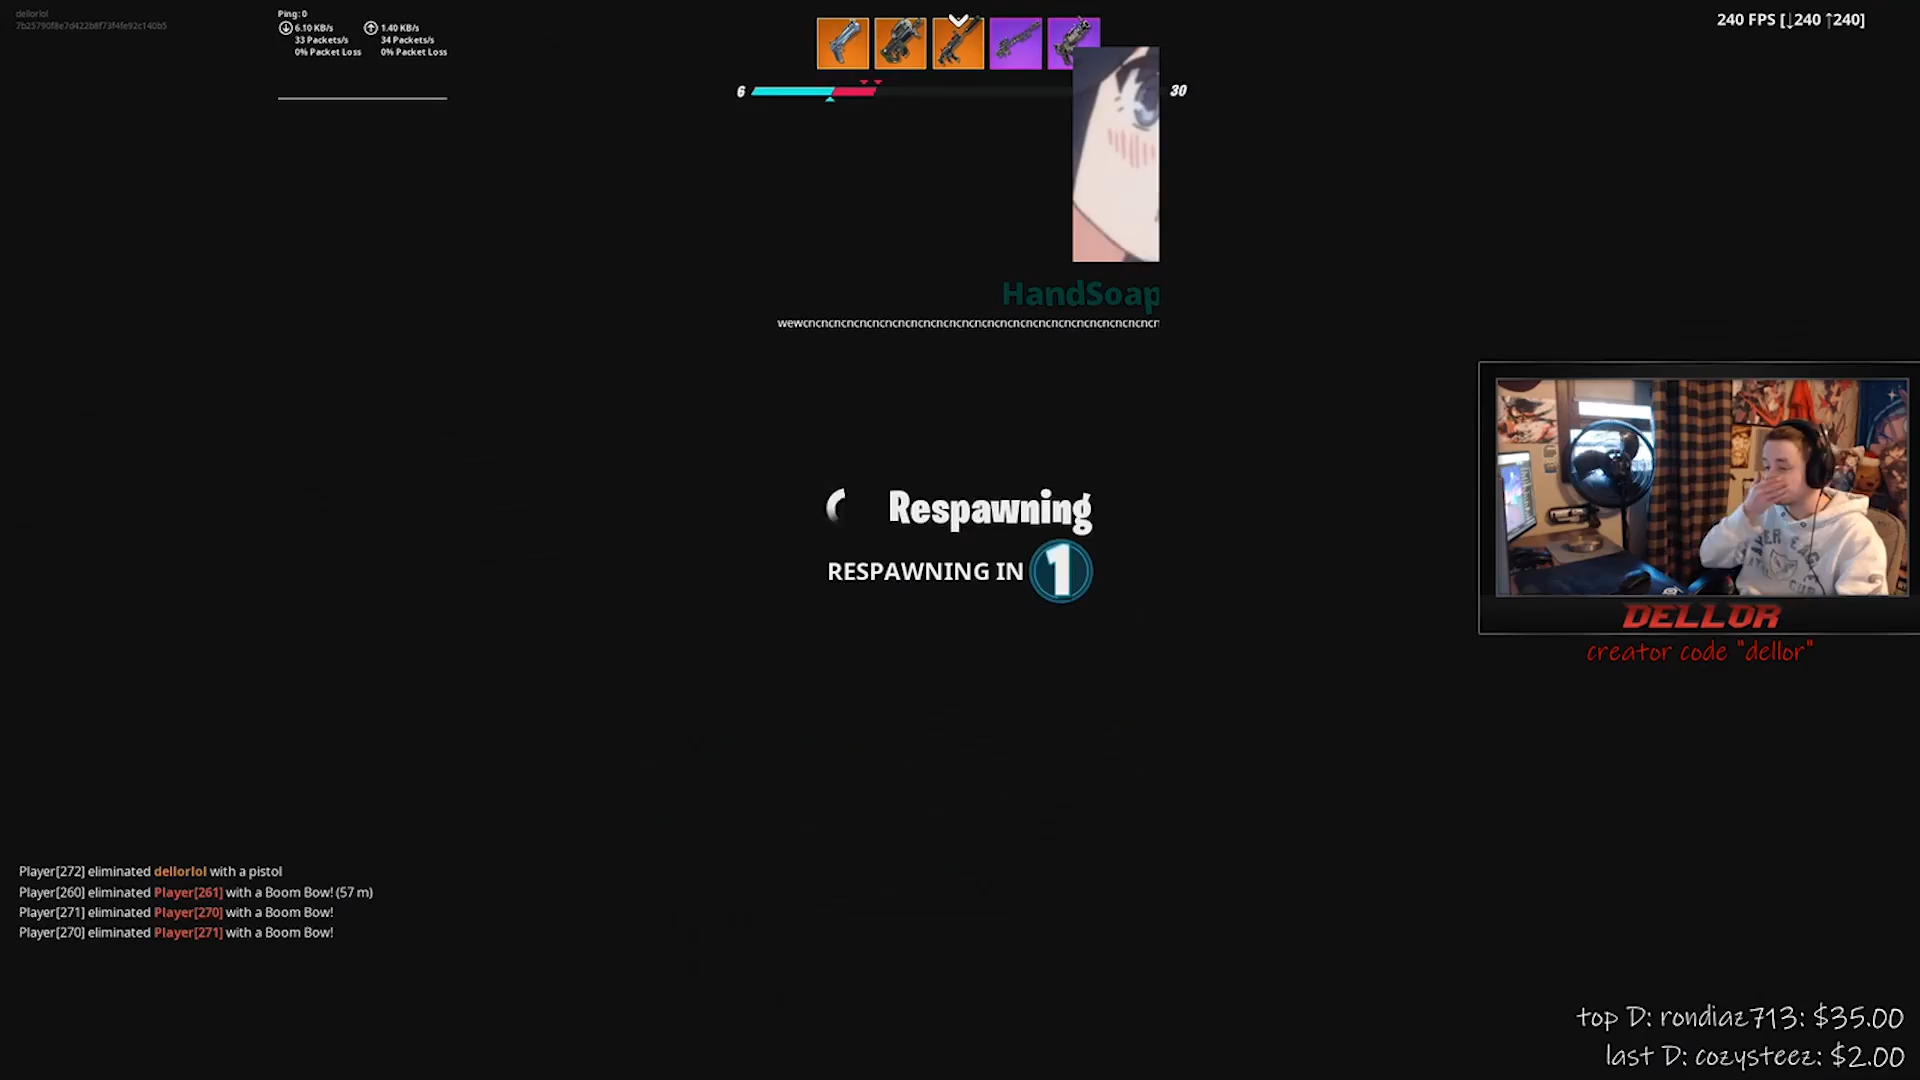 dellorlol
7b25790f8e7d422b8f73f4fe92c140b5
Ping: 0
6.10 KB/s 1.40 KB/s
33 Packets/s 34 Packets/s
0% Packet Loss 0% Packet Loss
240 FPS [↓240 ↑240]
6 30
HandSoap
wewcncncncncncncncncncncncncncncncncncncncncncncncncncncncn
Respawning
RESPAWNING IN 1
DELLOR
creator code "dellor"
Player[272] eliminated dellorlol with a pistol
Player[260] eliminated Player[261] with a Boom Bow! (57 m)
Player[271] eliminated Player[270] with a Boom Bow!
Player[270] eliminated Player[271] with a Boom Bow!
top D: rondiaz713: $35.00
last D: cozysteez: $2.00